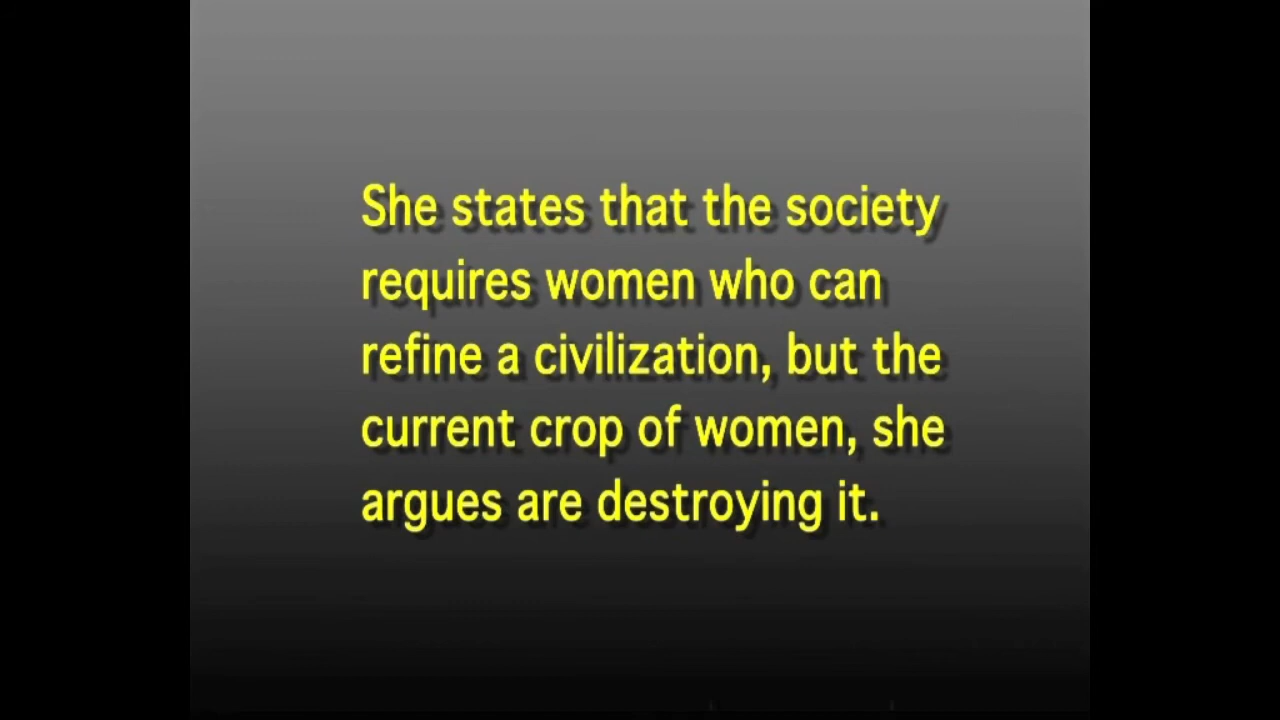 She states that the society
requires women who can
refine a civilization, but the
current crop of women, she
argues are destroying it.